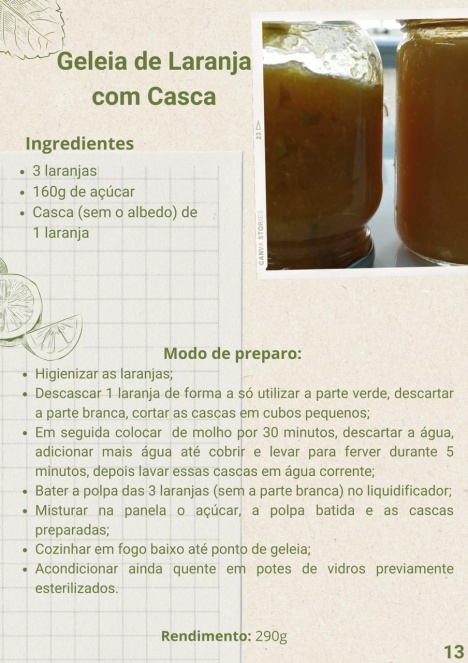 Geleia de Laranja
com Casca
23
CANVA STORIES
Ingredientes
• 3 laranjas
• 160g de açúcar
• Casca (sem o albedo) de
1 laranja
Modo de preparo:
• Higienizar as laranjas;
• Descascar 1 laranja de forma a só utilizar a parte verde, descartar
a parte branca, cortar as cascas em cubos pequenos;
• Em seguida colocar de molho por 30 minutos, descartar a água,
adicionar mais água até cobrir e levar para ferver durante 5
minutos, depois lavar essas cascas em água corrente;
• Bater a polpa das 3 laranjas (sem a parte branca) no liquidificador;
• Misturar na panela o açúcar, a polpa batida e as cascas
preparadas;
• Cozinhar em fogo baixo até ponto de geleia;
• Acondicionar ainda quente em potes de vidros previamente
esterilizados.
Rendimento: 290g
13